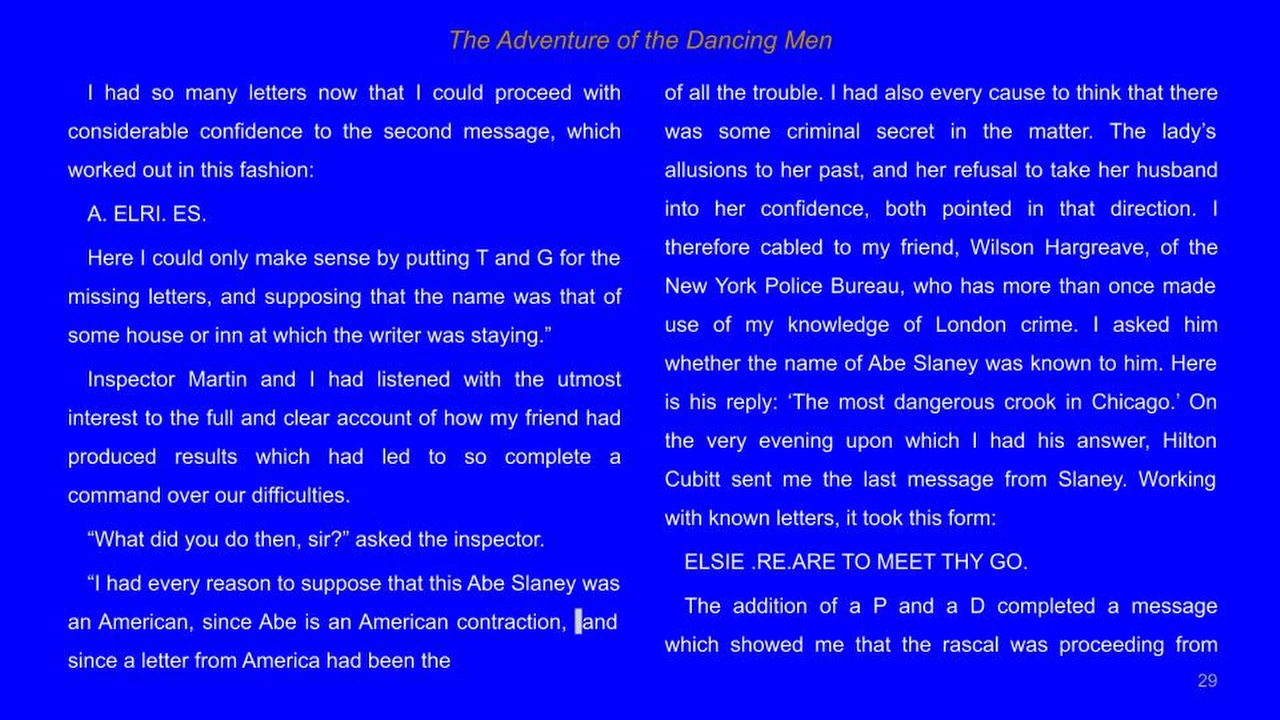 The Adventure of the Dancing Men
I had so many letters now that I could proceed with
considerable confidence to the second message, which
worked out in this fashion:
A. ELRI. ES.
Here I could only make sense by putting T and G for the
missing letters, and supposing that the name was that of
some house or inn at which the writer was staying.”
Inspector Martin and I had listened with the utmost
interest to the full and clear account of how my friend had
produced results which had led to so complete a
command over our difficulties.
“What did you do then, sir?” asked the inspector.
“I had every reason to suppose that this Abe Slaney was
an American, since Abe is an American contraction, and
since a letter from America had been the
of all the trouble. I had also every cause to think that there
was some criminal secret in the matter. The lady’s
allusions to her past, and her refusal to take her husband
into her confidence, both pointed in that direction. I
therefore cabled to my friend, Wilson Hargreave, of the
New York Police Bureau, who has more than once made
use of my knowledge of London crime. I asked him
whether the name of Abe Slaney was known to him. Here
is his reply: ‘The most dangerous crook in Chicago.’ On
the very evening upon which I had his answer, Hilton
Cubitt sent me the last message from Slaney. Working
with known letters, it took this form:
ELSIE .RE.ARE TO MEET THY GO.
The addition of a P and a D completed a message
which showed me that the rascal was proceeding from
29